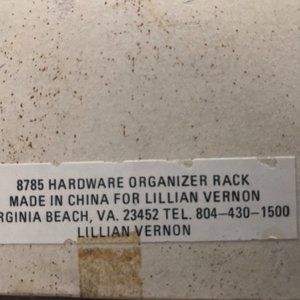 8785 HARDWARE ORGANIZER RACK
MADE IN CHINA FOR LILLIAN VERNON
RGINIA BEACH, VA. 23452 TEL. 804-430-1500
LILLIAN VERNON